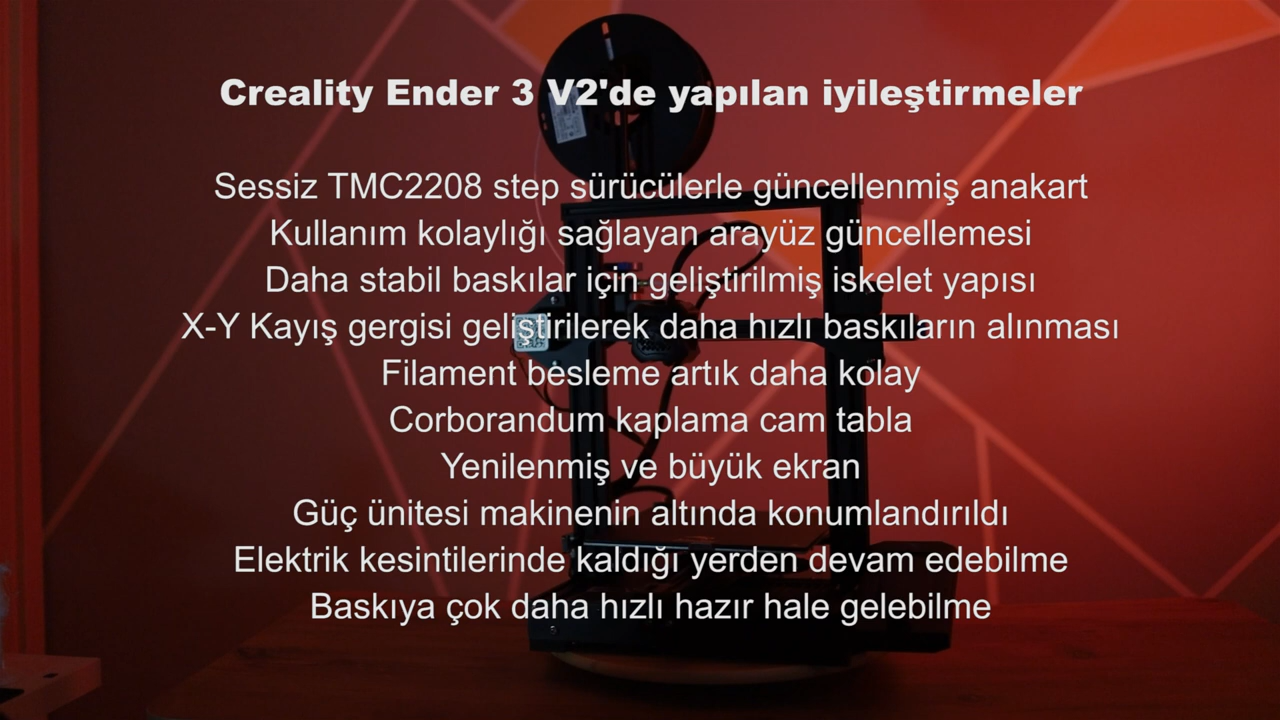 Creality Ender 3 V2'de yapılan iyileştirmeler
Sessiz TMC2208 step sürücülerle güncellenmiş anakart
Kullanım kolaylığı sağlayan arayüz güncellemesi
Daha stabil baskılar için geliştirilmiş iskelet yapısı
X-Y Kayış gergisi geliştirilerek daha hızlı baskıların alınması
Filament besleme artık daha kolay
Corborandum kaplama cam tabla
Yenilenmiş ve büyük ekran
Güç ünitesi makinenin altında konumlandırıldı
Elektrik kesintilerinde kaldığı yerden devam edebilme
Baskıya çok daha hızlı hazır hale gelebilme